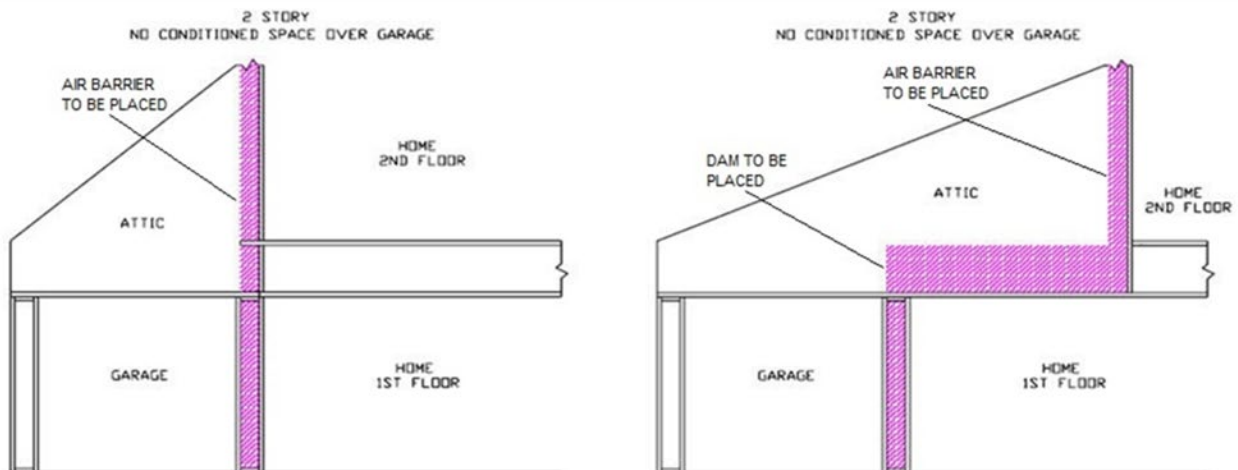 2 STORY
NO CONDITIONED SPACE OVER GARAGE
AIR BARRIER
TO BE PLACED
HOME
2ND FLOOR
ATTIC
GARAGE
HOME
1ST FLOOR
2 STORY
NO CONDITIONED SPACE OVER GARAGE
AIR BARRIER
TO BE PLACED
DAM TO BE
PLACED
ATTIC
HOME
2ND FLOOR
GARAGE
HOME
1ST FLOOR